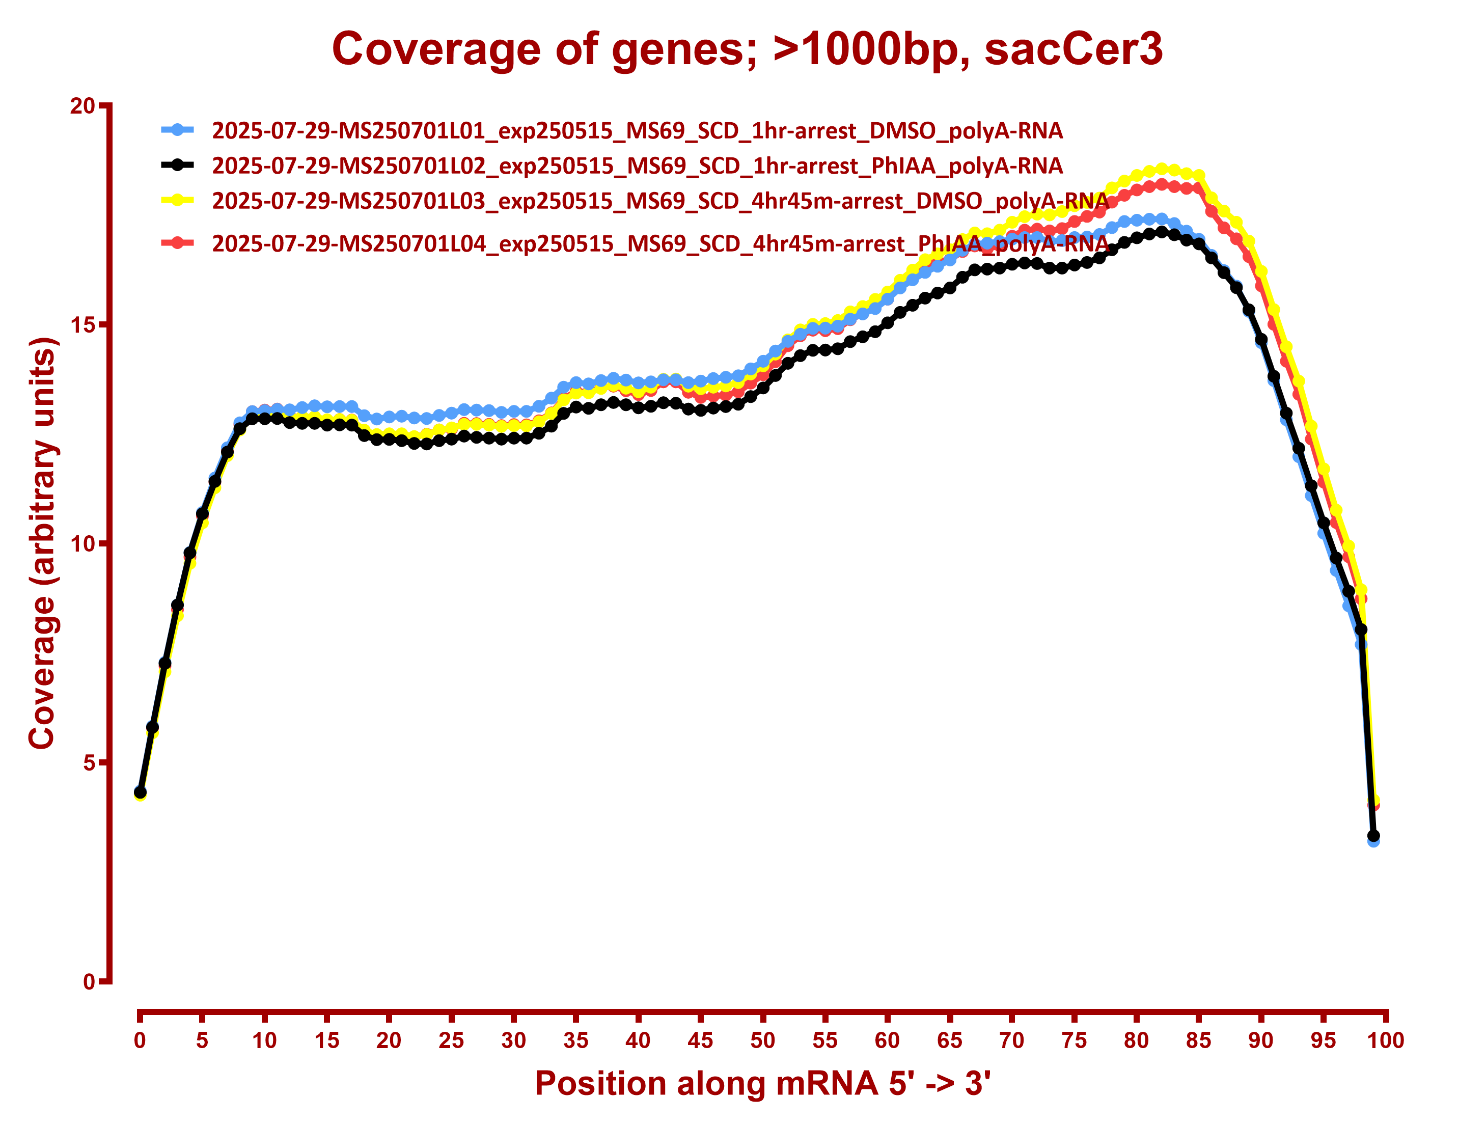 Coverage of genes; >1000bp, sacCer3
20
2025-07-29-MS250701L01_exp250515_MS69_SCD_1hr-arrest_DMSO_polyA-RNA
2025-07-29-MS250701L02_exp250515_MS69_SCD_1hr-arrest_PhIAA_polyA-RNA
2025-07-29-MS250701L03_exp250515_MS69_SCD_4hr45m-arrest_DMSO_polyA-RNA
2025-07-29-MS250701L04_exp250515_MS69_SCD_4hr45m-arrest_PhIAA_polyA-RNA
15
10
5
0
Coverage (arbitrary units)
0 5 10 15 20 25 30 35 40 45 50 55 60 65 70 75 80 85 90 95 100
Position along mRNA 5' -> 3'